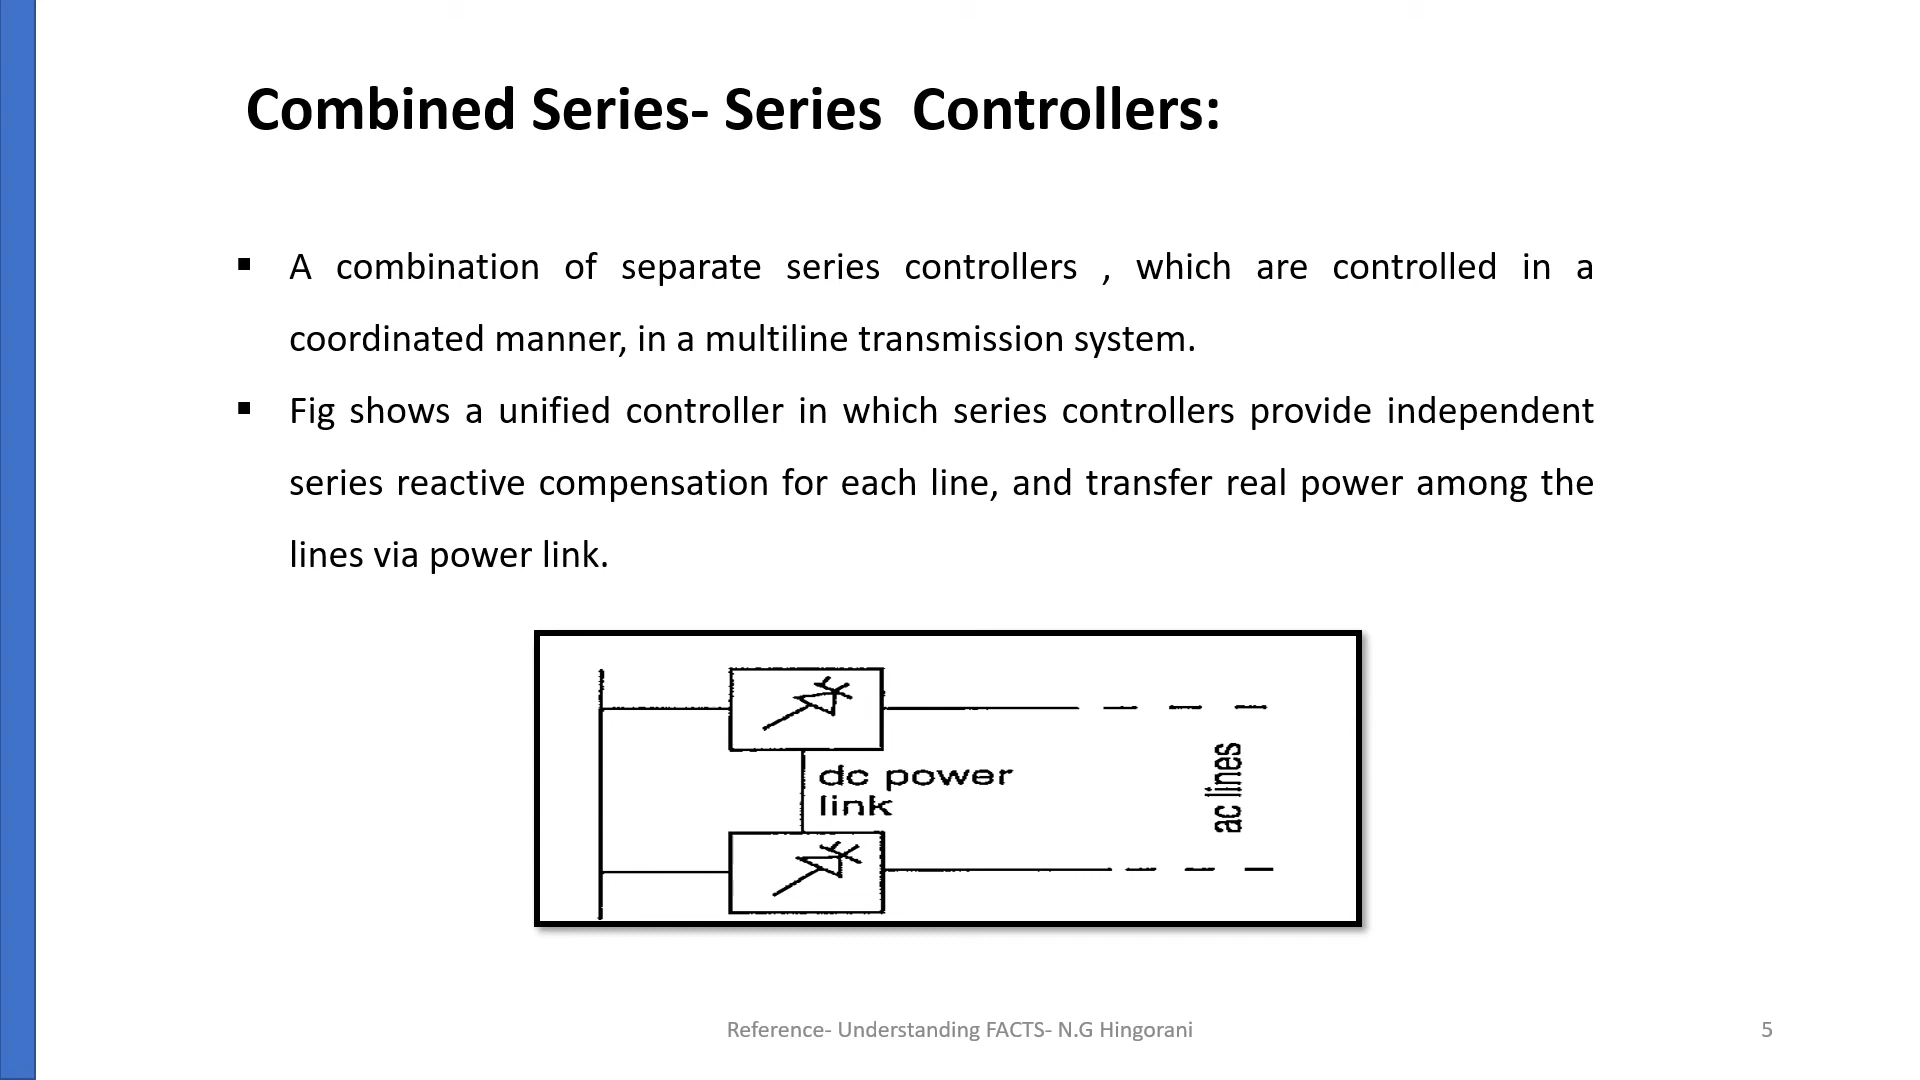 Combined Series- Series  Controllers:
▪ A combination of separate series controllers , which are controlled in a
coordinated manner, in a multiline transmission system.
▪ Fig shows a unified controller in which series controllers provide independent
series reactive compensation for each line, and transfer real power among the
lines via power link.
dc power
link
ac lines
Reference- Understanding FACTS- N.G Hingorani
5